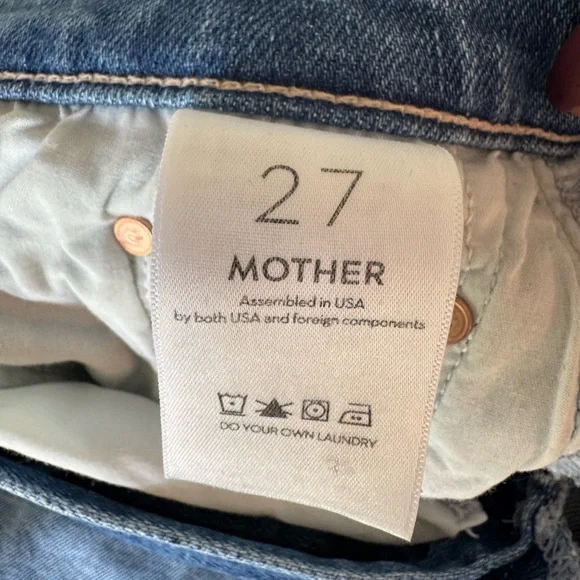 27
MOTHER
Assembled in USA
by both USA and foreign components
DO YOUR OWN LAUNDRY